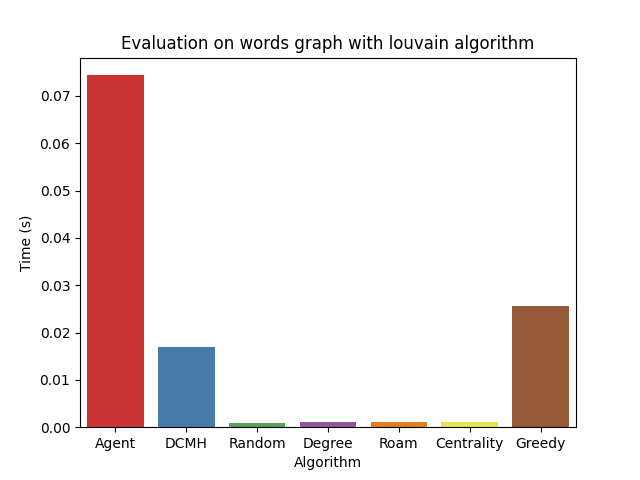 Evaluation on words graph with louvain algorithm
Time (s)
0.07
0.06
0.05
0.04
0.03
0.02
0.01
0.00
Agent DCMH Random Degree Roam Centrality Greedy
Algorithm